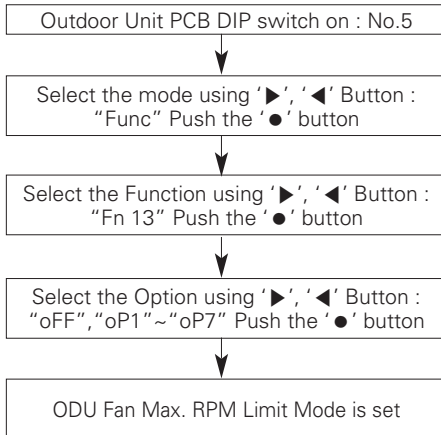 Outdoor Unit PCB DIP switch on : No.5
Select the mode using ‘▶’, ‘◀’ Button :
“Func” Push the ‘●’ button
Select the Function using ‘▶’, ‘◀’ Button :
“Fn 13” Push the ‘●’ button
Select the Option using ‘▶’, ‘◀’ Button :
“oFF”,“oP1”~“oP7” Push the ‘●’ button
ODU Fan Max. RPM Limit Mode is set